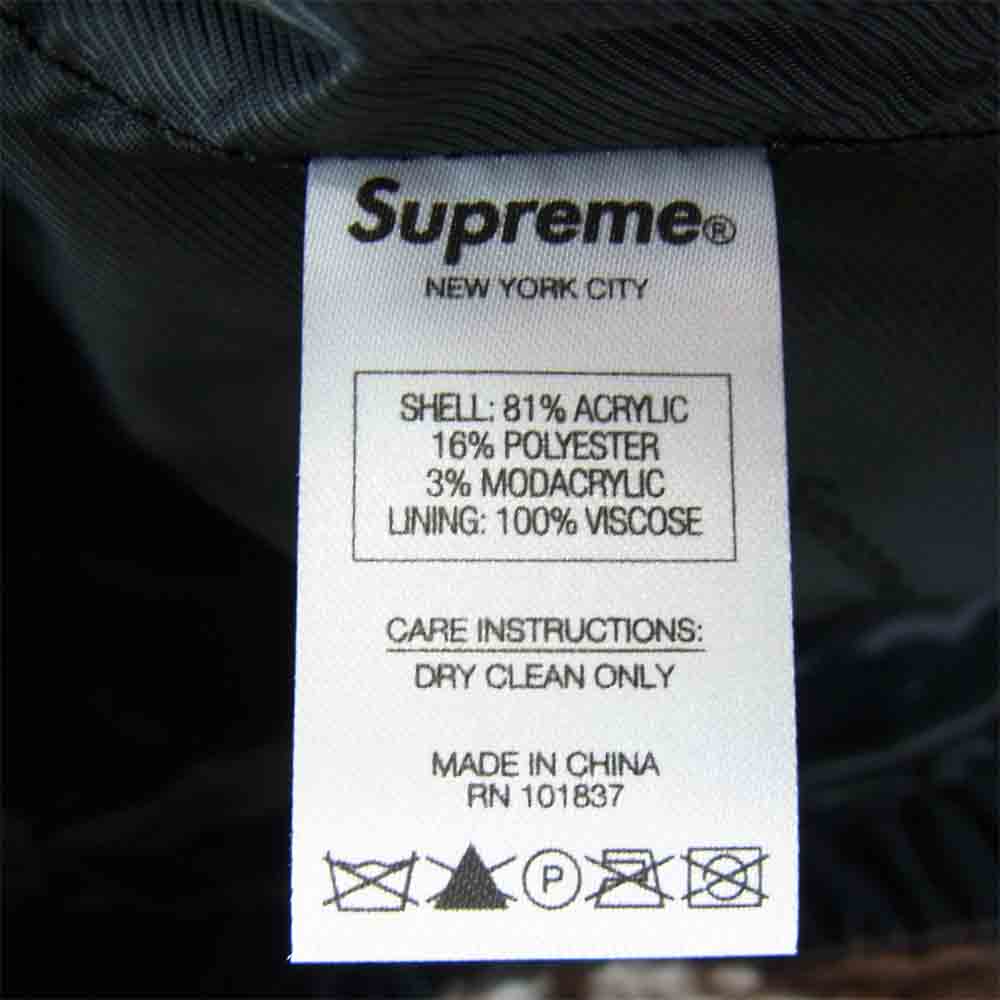 Supreme®
NEW YORK CITY
SHELL: 81% ACRYLIC
16% POLYESTER
3% MODACRYLIC
LINING: 100% VISCOSE
CARE INSTRUCTIONS:
DRY CLEAN ONLY
MADE IN CHINA
RN 101837
P